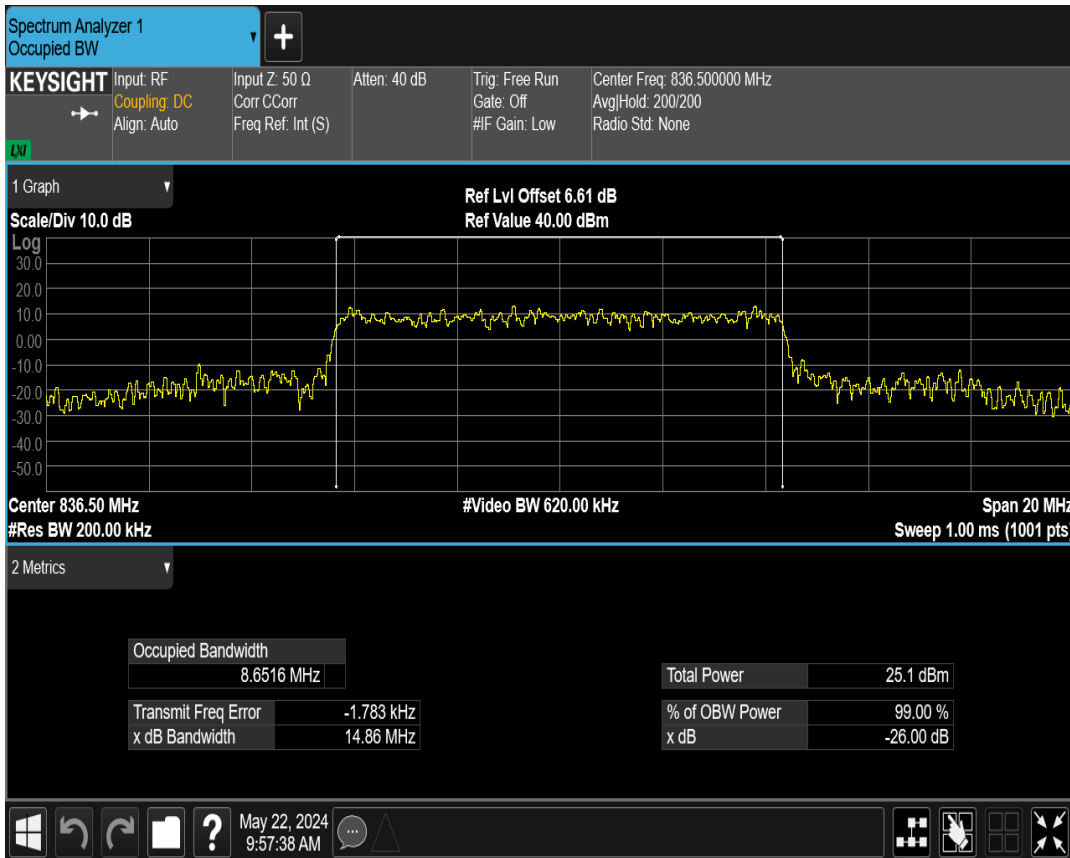 Spectrum Analyzer 1
Occupied BW
KEYSIGHT
Input: RF
Coupling: DC
Align: Auto
Input Z: 50 Ω
Corr CCorr
Freq Ref: Int (S)
Atten: 40 dB
Trig: Free Run
Gate: Off
#IF Gain: Low
Center Freq: 836.500000 MHz
Avg|Hold: 200/200
Radio Std: None
LXI
1 Graph
Scale/Div 10.0 dB
Ref Lvl Offset 6.61 dB
Ref Value 40.00 dBm
Log
30.0
20.0
10.0
0.00
-10.0
-20.0
-30.0
-40.0
-50.0
Center 836.50 MHz
#Video BW 620.00 kHz
Span 20 MHz
#Res BW 200.00 kHz
Sweep 1.00 ms (1001 pts)
2 Metrics
Occupied Bandwidth
8.6516 MHz
Total Power 25.1 dBm
Transmit Freq Error -1.783 kHz
% of OBW Power 99.00 %
x dB Bandwidth 14.86 MHz
x dB -26.00 dB
May 22, 2024
9:57:38 AM